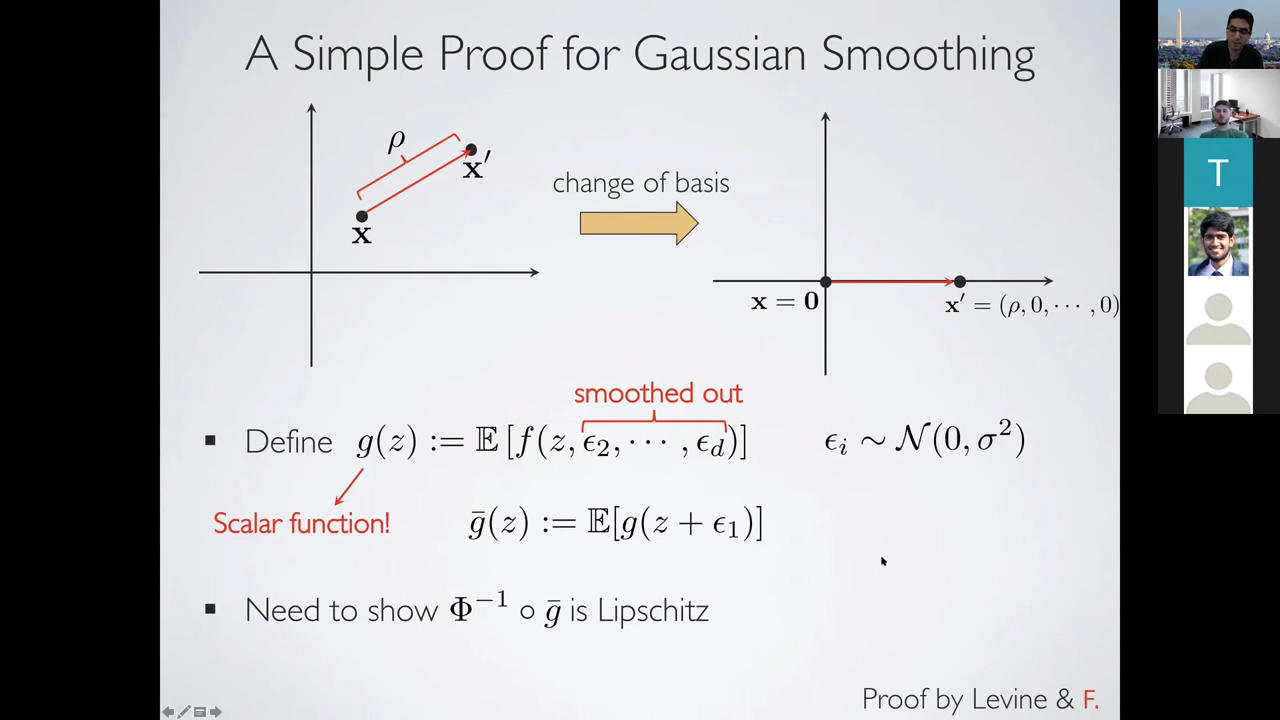 A Simple Proof for Gaussian Smoothing
ρ
x′
x
change of basis
x = 0
x′ = (ρ, 0, ⋯ , 0)
smoothed out
▪ Define g(z) := 𝔼 [f(z, ϵ₂, ⋯ , ϵ_d)] ϵᵢ ∼ 𝒩(0, σ²)
Scalar function!
ḡ(z) := 𝔼[g(z + ϵ₁)]
▪ Need to show Φ⁻¹ ∘ ḡ is Lipschitz
Proof by Levine & F.
T